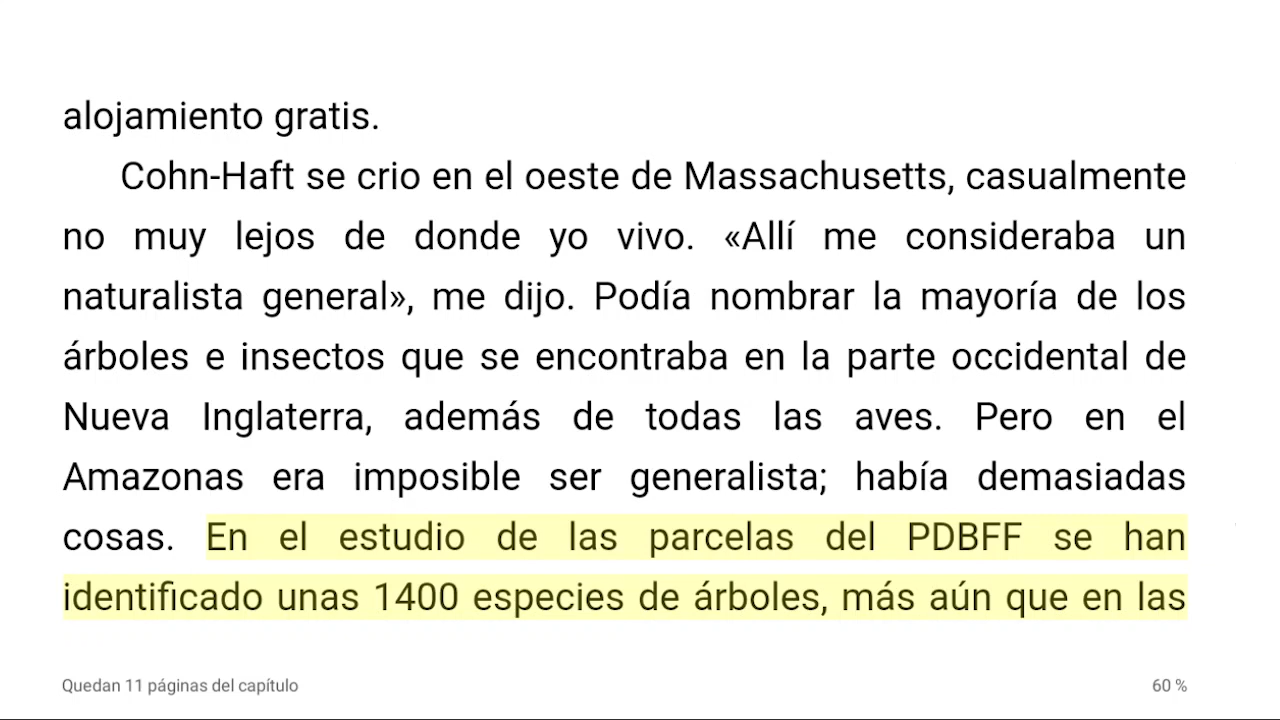 alojamiento gratis.
Cohn-Haft se crio en el oeste de Massachusetts, casualmente
no muy lejos de donde yo vivo. «Allí me consideraba un
naturalista general», me dijo. Podía nombrar la mayoría de los
árboles e insectos que se encontraba en la parte occidental de
Nueva Inglaterra, además de todas las aves. Pero en el
Amazonas era imposible ser generalista; había demasiadas
cosas. En el estudio de las parcelas del PDBFF se han
identificado unas 1400 especies de árboles, más aún que en las
Quedan 11 páginas del capítulo
60 %